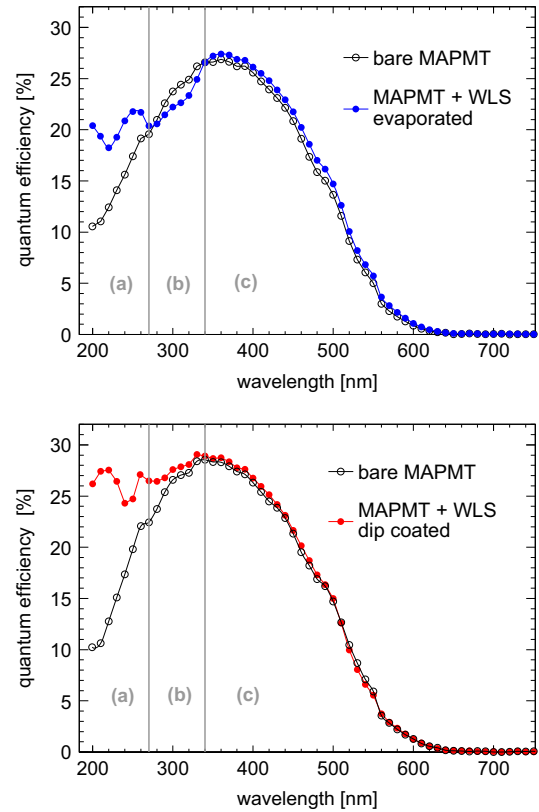 30
25
20
15
10
5
0
quantum efficiency [%]
bare MAPMT
MAPMT + WLS
evaporated
(a)
(b)
(c)
200 300 400 500 600 700
wavelength [nm]
30
25
20
15
10
5
0
quantum efficiency [%]
bare MAPMT
MAPMT + WLS
dip coated
(a)
(b)
(c)
200 300 400 500 600 700
wavelength [nm]